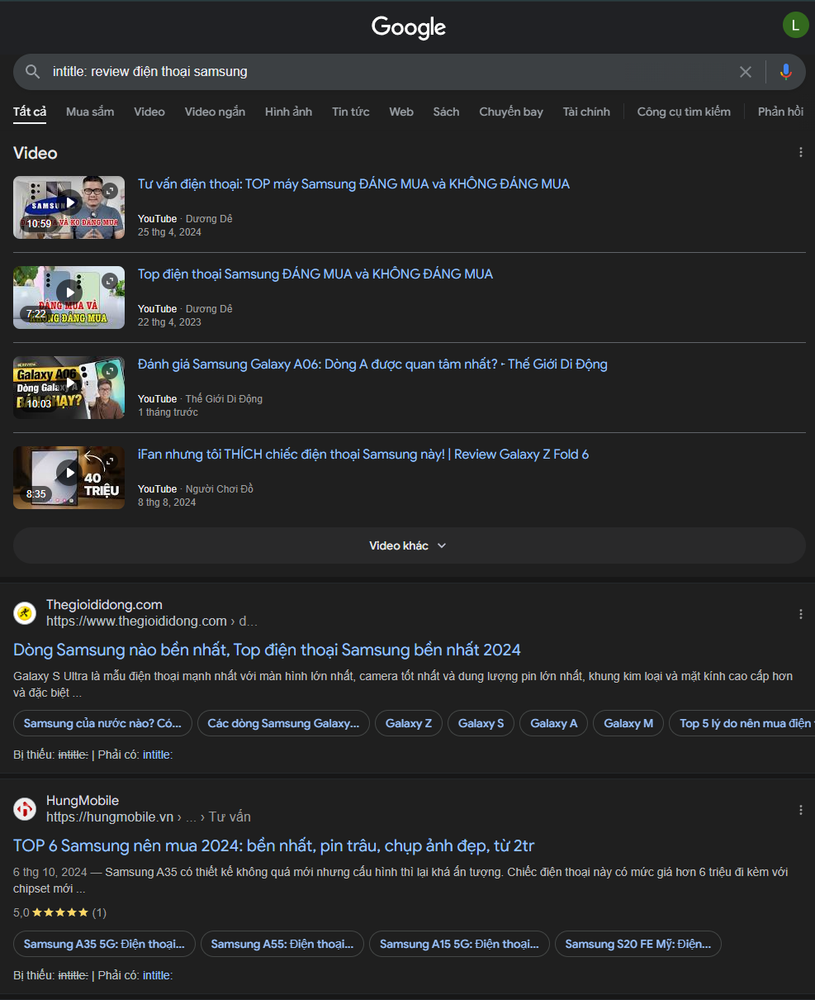 Google
L
intitle: review điện thoại samsung
Tất cả Mua sắm Video Video ngắn Hình ảnh Tin tức Web Sách Chuyến bay Tài chính Công cụ tìm kiếm Phản hồi
Video
SAMSUN
10:59
VÀ KO ĐÁNG MUA
Tư vấn điện thoại: TOP máy Samsung ĐÁNG MUA và KHÔNG ĐÁNG MUA
YouTube · Dương Dê
25 thg 4, 2024
ĐÁNG MUA VÀ
KHÔNG ĐÁNG MUA
7:22
Top điện thoại Samsung ĐÁNG MUA và KHÔNG ĐÁNG MUA
YouTube · Dương Dê
22 thg 4, 2023
REVIEW
Galaxy A06
Dòng Galaxy A
BÁN CHẠY?
10:03
Đánh giá Samsung Galaxy A06: Dòng A được quan tâm nhất? - Thế Giới Di Động
YouTube · Thế Giới Di Động
1 tháng trước
40
TRIỆU
8:35
iFan nhưng tôi THÍCH chiếc điện thoại Samsung này! | Review Galaxy Z Fold 6
YouTube · Người Chơi Đồ
8 thg 8, 2024
Video khác
Thegioididong.com
https://www.thegioididong.com › d...
Dòng Samsung nào bền nhất, Top điện thoại Samsung bền nhất 2024
Galaxy S Ultra là mẫu điện thoại mạnh nhất với màn hình lớn nhất, camera tốt nhất và dung lượng pin lớn nhất, khung kim loại và mặt kính cao cấp hơn
và đặc biệt ...
Samsung của nước nào? Có... Các dòng Samsung Galaxy... Galaxy Z Galaxy S Galaxy A Galaxy M Top 5 lý do nên mua điện
Bị thiếu: intitle: | Phải có: intitle:
HungMobile
https://hungmobile.vn › ... › Tư vấn
TOP 6 Samsung nên mua 2024: bền nhất, pin trâu, chụp ảnh đẹp, từ 2tr
6 thg 10, 2024 — Samsung A35 có thiết kế không quá mới nhưng cấu hình thì lại khá ấn tượng. Chiếc điện thoại này có mức giá hơn 6 triệu đi kèm với
chipset mới ...
5,0 ★★★★★ (1)
Samsung A35 5G: Điện thoại... Samsung A55: Điện thoại... Samsung A15 5G: Điện thoại... Samsung S20 FE Mỹ: Điện...
Bị thiếu: intitle: | Phải có: intitle: